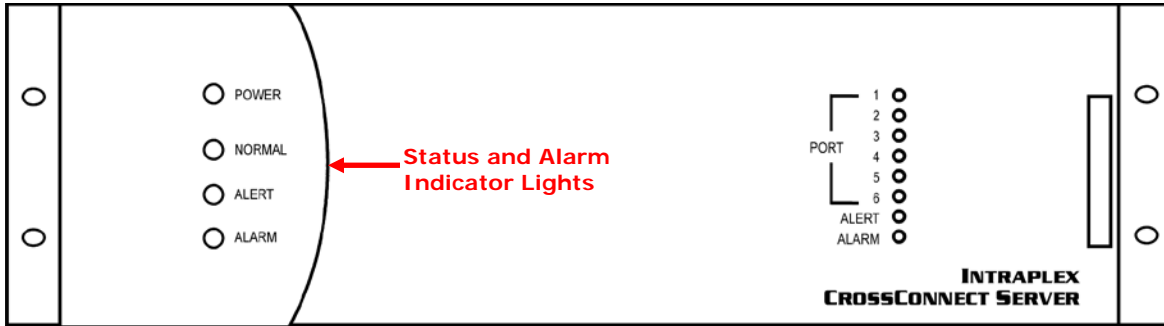 POWER
NORMAL
ALERT
ALARM
Status and Alarm
Indicator Lights
PORT
1
2
3
4
5
6
ALERT
ALARM
INTRAPLEX
CROSSCONNECT SERVER